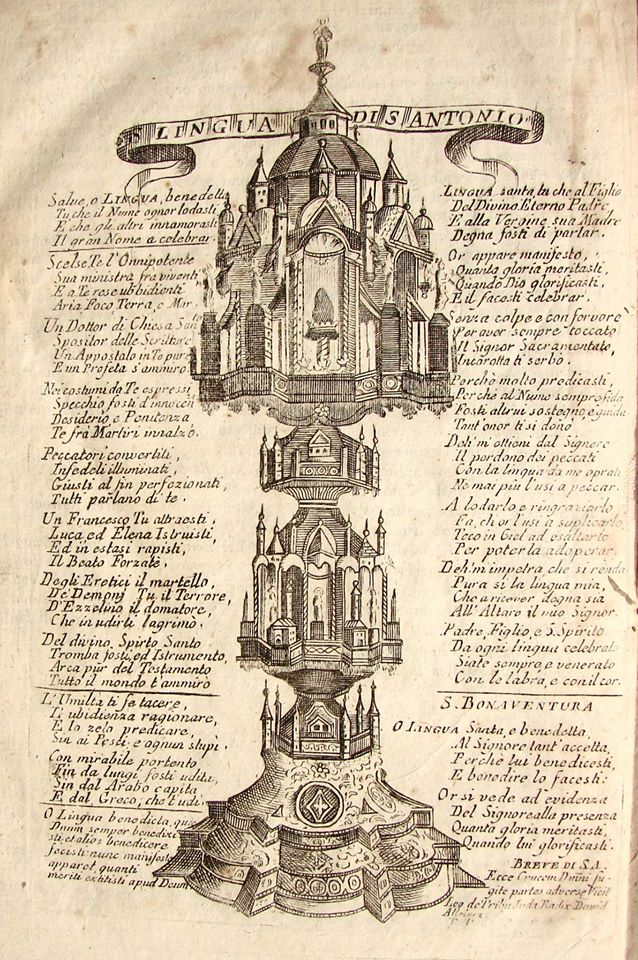 S LINGUA DI S ANTONIO
Salue, o LINGUA, benedetta
Tu che il Nume ognor lodasti
E che gli altri innamorasti
Il gran Nome a celebrar.
Scelse Te l'Onnipotente
Sua ministra fra viventi,
E a Te rese ubbidienti
Aria Foco Terra, e Mar.
Un Dottor di Chiesa Santa
Spositor delle Scritture
Un Appostolo in Te pure
E un Profeta s'ammirò
Nei costumi da Te espressi
Specchio fosti d'innocen
Desiderio e Penitenza
Te frà Martiri innalzò.
Peccatori convertiti,
Infedeli illuminati,
Giusti al fin perfezionati,
Tutti parlano di te.
Un Francesco Tu attraesti,
Luca, ed Elena Istruisti,
Ed in estasi rapisti,
Il Beato Forzatè.
Degli Eretici il martello,
De' Demonj Tu il Terrore,
D'Ezzelino il domatore,
Che in udirti lagrimò.
Del divino Spirto Santo
Tromba fosti, ed Istrumento,
Arca pur del Testamento
Tutto il mondo t'ammirò
L'Umiltà ti fe tacere,
L'ubidienza ragionare,
E lo zelo predicare,
Sin ai Pesci, e ognun stupì.
Con mirabile portento
Fin da lungi fosti udita,
Sin dal Arabo capita
E dal Greco, che t'udì.
O Lingua benedicta, quæ
Dnum semper benedixi
sti, et alios benedicere
fecisti: nunc manifeste
apparet, quanti
meriti extitisti apud Deum
LINGUA santa, tu che al Figlio
Del Divino Eterno Padre
E alla Vergine sua Madre
Degna fosti di parlar.
Or appare manifesto,
Quanta gloria meritasti,
Quando Dio glorificasti,
E il facesti celebrar.
Senza colpe e con fervore
Per aver sempre toccato
Il Signor Sacramentato,
Incorotta ti serbò.
Perchè molto predicasti,
Perchè al Nume sempre fida
Fosti altrui sostegno, e guida
Tant'onor ti si donò
Deh! m'ottieni dal Signore
Il perdono dei peccati
Con la lingua da me oprati
Ne mai più l'usi a peccar.
A lodarlo e ringraziarlo
Fa, ch'or l'usi a suplicarlo,
Teco in Ciel ad esaltarlo
Per poterla adoperar.
Deh! m'impetra che si renda
Pura sì la lingua mia,
Che a ricever degna sia
All'Altare il mio Signor.
Padre, Figlio, e S. Spirito
Da ogni lingua celebrato
Siate sempre, e venerato
Con le labra, e con il cor.
S. BONAVENTURA
O LINGUA Santa, e benedetta,
Al Signore tant'accetta,
Perchè lui benedicesti,
E benedire lo facesti:
Or si vede ad'evidenza
Del Signore alla presenza
Quanta gloria meritasti,
Quando lui glorificasti.
BREVE DI S.A.
Ecce Crucem Dnini fu-
gite partes adversæ Vicit
Leo de Tribu Juda Radix David
Alleluja